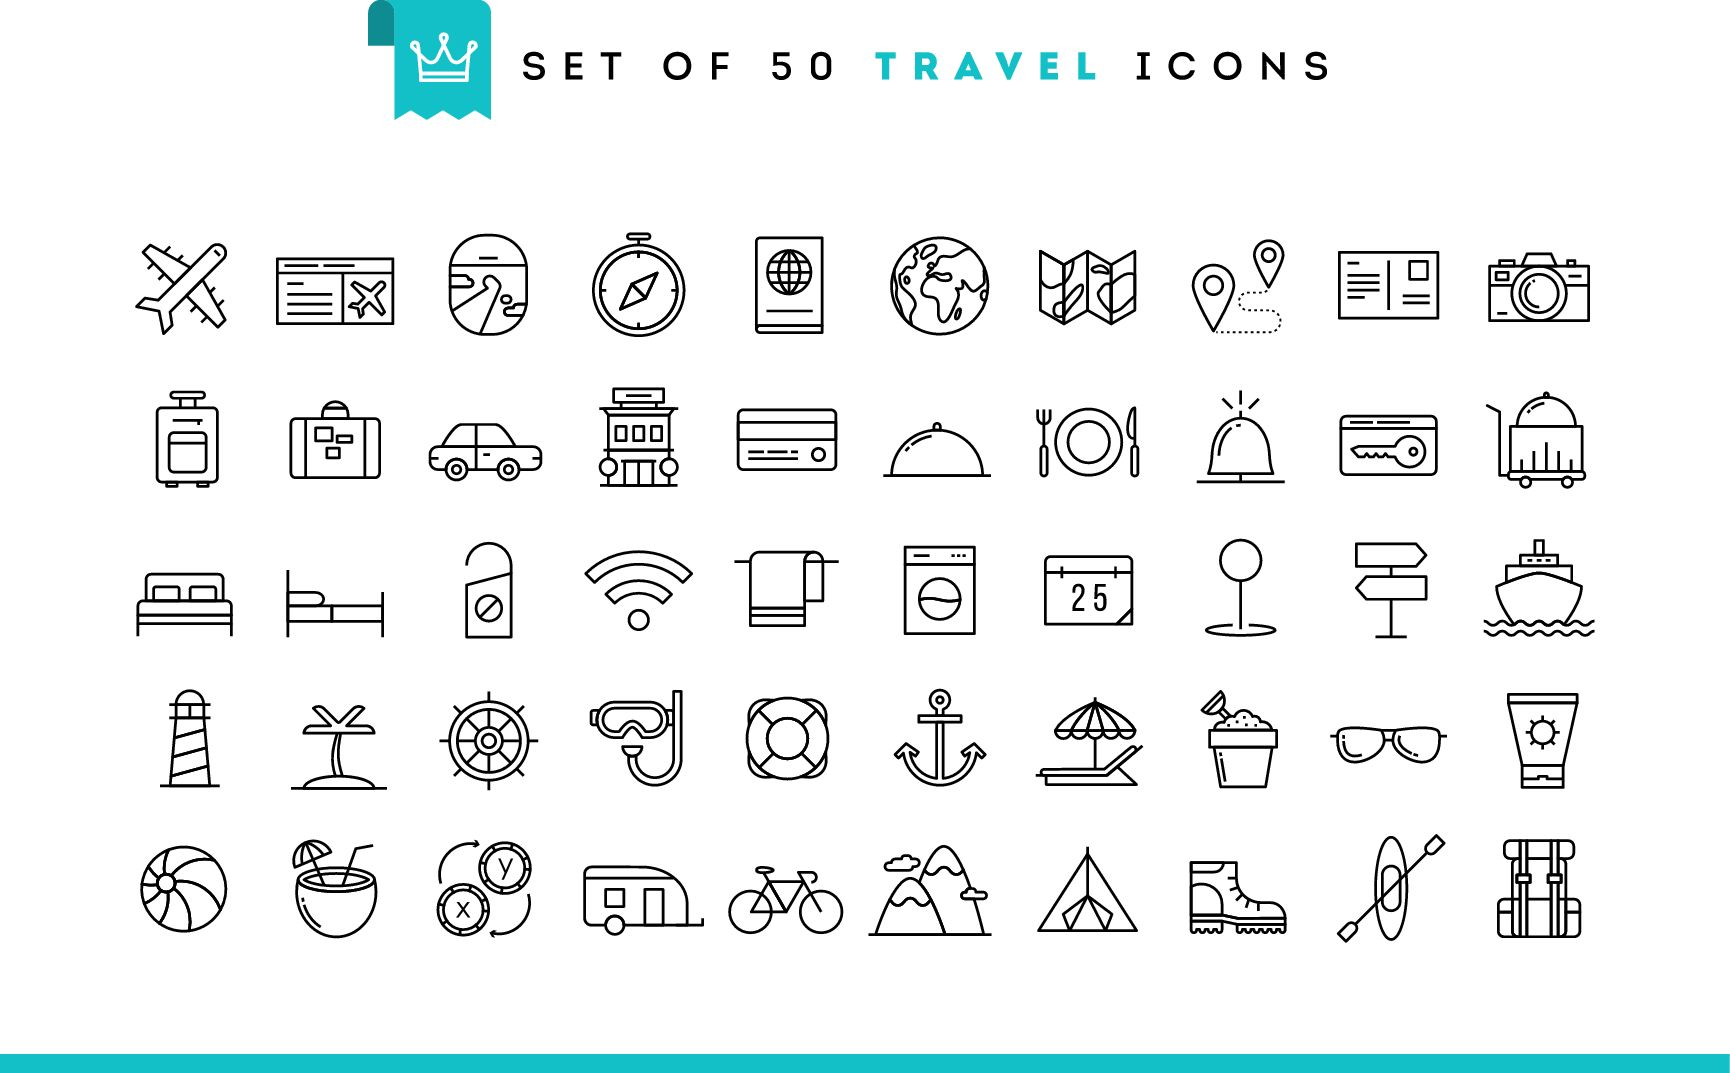 SET OF 50 TRAVEL ICONS
25
y
x